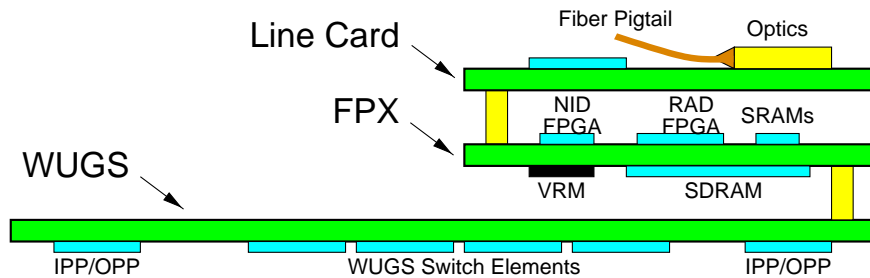 Fiber Pigtail
Optics
Line Card
NID
FPGA
RAD
FPGA
SRAMs
FPX
VRM
SDRAM
WUGS
IPP/OPP
WUGS Switch Elements
IPP/OPP